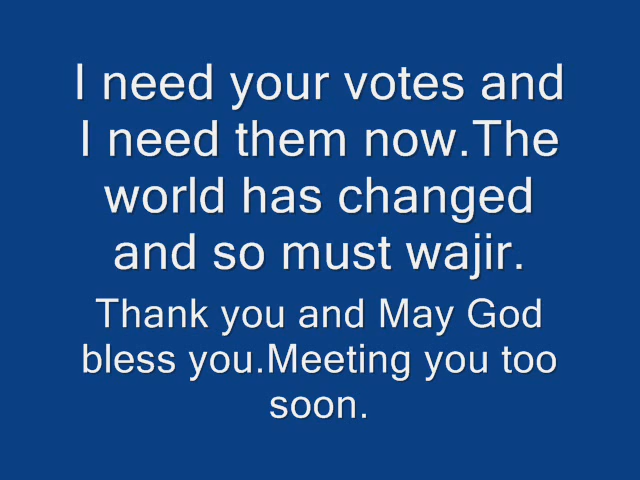 I need your votes and
I need them now.The
world has changed
and so must wajir.
Thank you and May God
bless you.Meeting you too
soon.